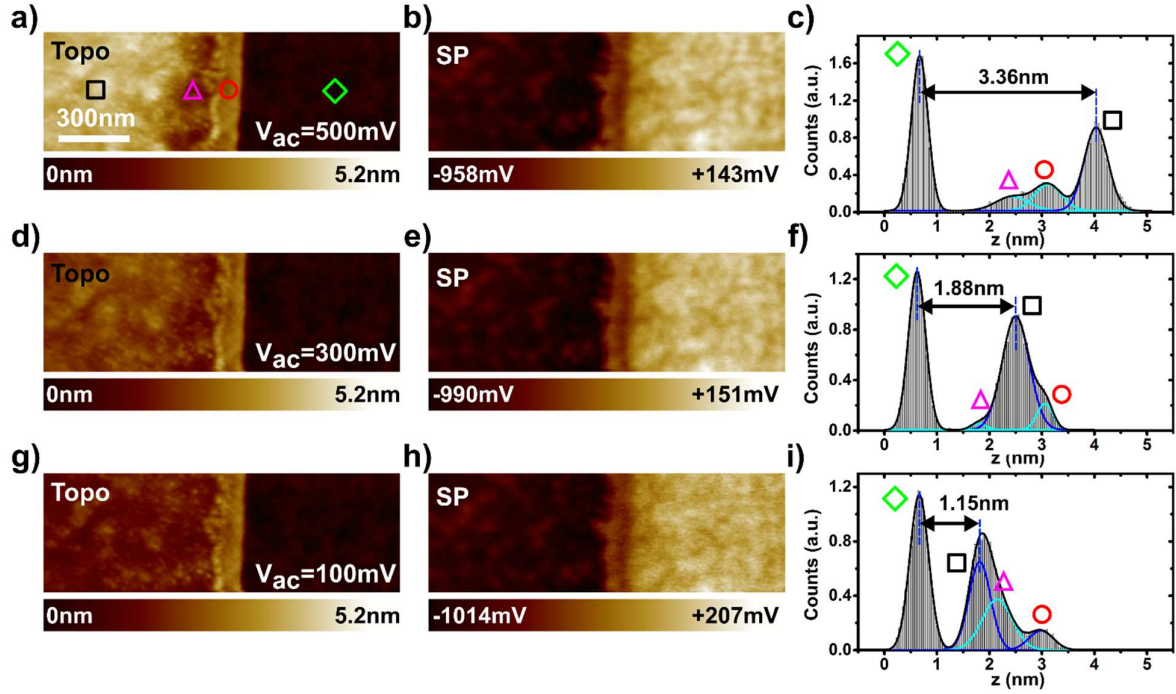 a)
Topo
300nm
Vac=500mV
0nm 5.2nm
b)
SP
-958mV +143mV
c)
Counts (a.u.)
1.6
1.2
0.8
0.4
0.0
3.36nm
0 1 2 3 4 5
z (nm)
d)
Topo
Vac=300mV
0nm 5.2nm
e)
SP
-990mV +151mV
f)
Counts (a.u.)
1.2
0.8
0.4
0.0
1.88nm
0 1 2 3 4 5
z (nm)
g)
Topo
Vac=100mV
0nm 5.2nm
h)
SP
-1014mV +207mV
i)
Counts (a.u.)
1.2
0.8
0.4
0.0
1.15nm
0 1 2 3 4 5
z (nm)